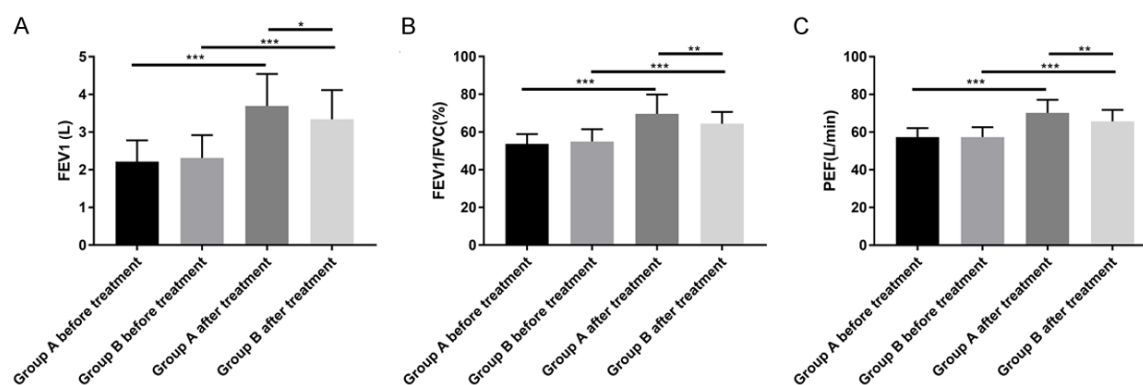 A
FEV1 (L)
5
4
3
2
1
0
***
***
*
Group A before treatment
Group B before treatment
Group A after treatment
Group B after treatment
B
FEV1/FVC(%)
100
80
60
40
20
0
***
***
**
Group A before treatment
Group B before treatment
Group A after treatment
Group B after treatment
C
PEF(L/min)
100
80
60
40
20
0
***
***
**
Group A before treatment
Group B before treatment
Group A after treatment
Group B after treatment